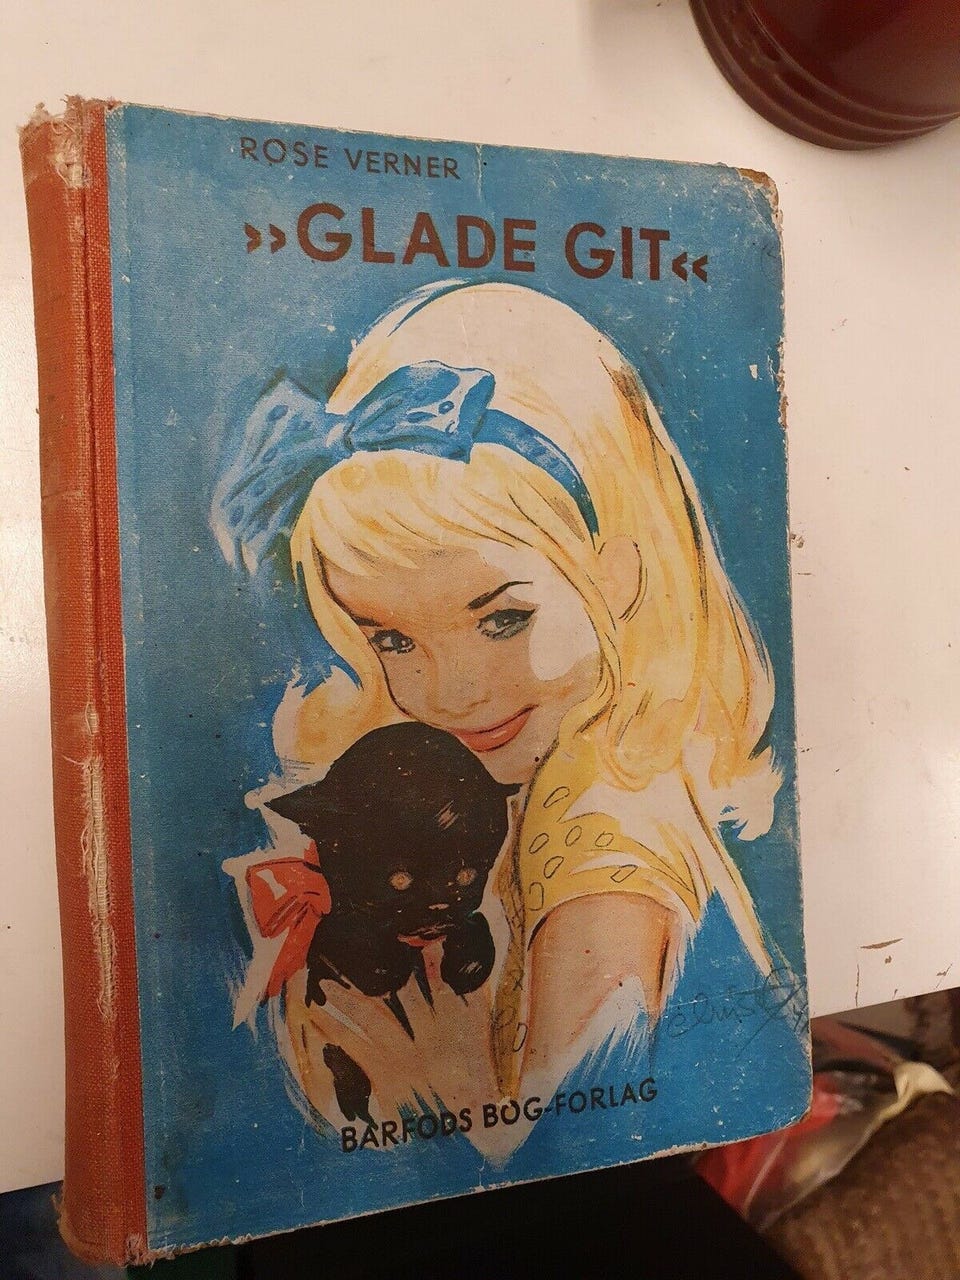 ROSE VERNER
»GLADE GIT«
BARFODS BOG-FORLAG